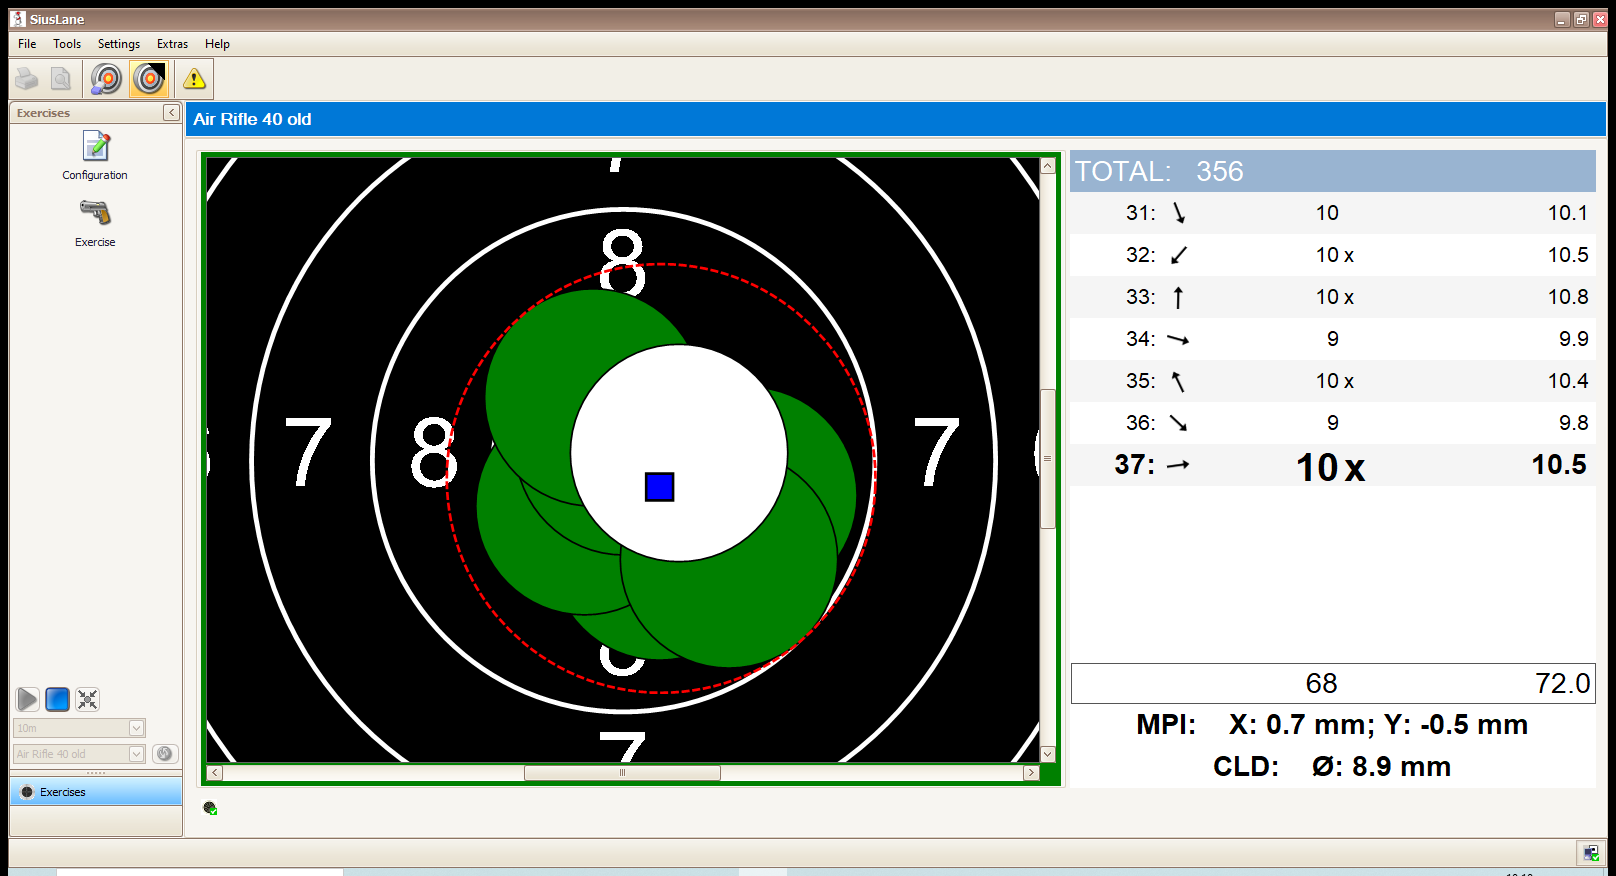 SiusLane
File Tools Settings Extras Help
Exercises
Configuration
Exercise
10m
Air Rifle 40 old
Exercises
Air Rifle 40 old
7
8
7 8 7
7
TOTAL: 356
31: 10 10.1
32: 10 x 10.5
33: 10 x 10.8
34: 9 9.9
35: 10 x 10.4
36: 9 9.8
37: 10 x 10.5
68 72.0
MPI: X: 0.7 mm; Y: -0.5 mm
CLD: Ø: 8.9 mm